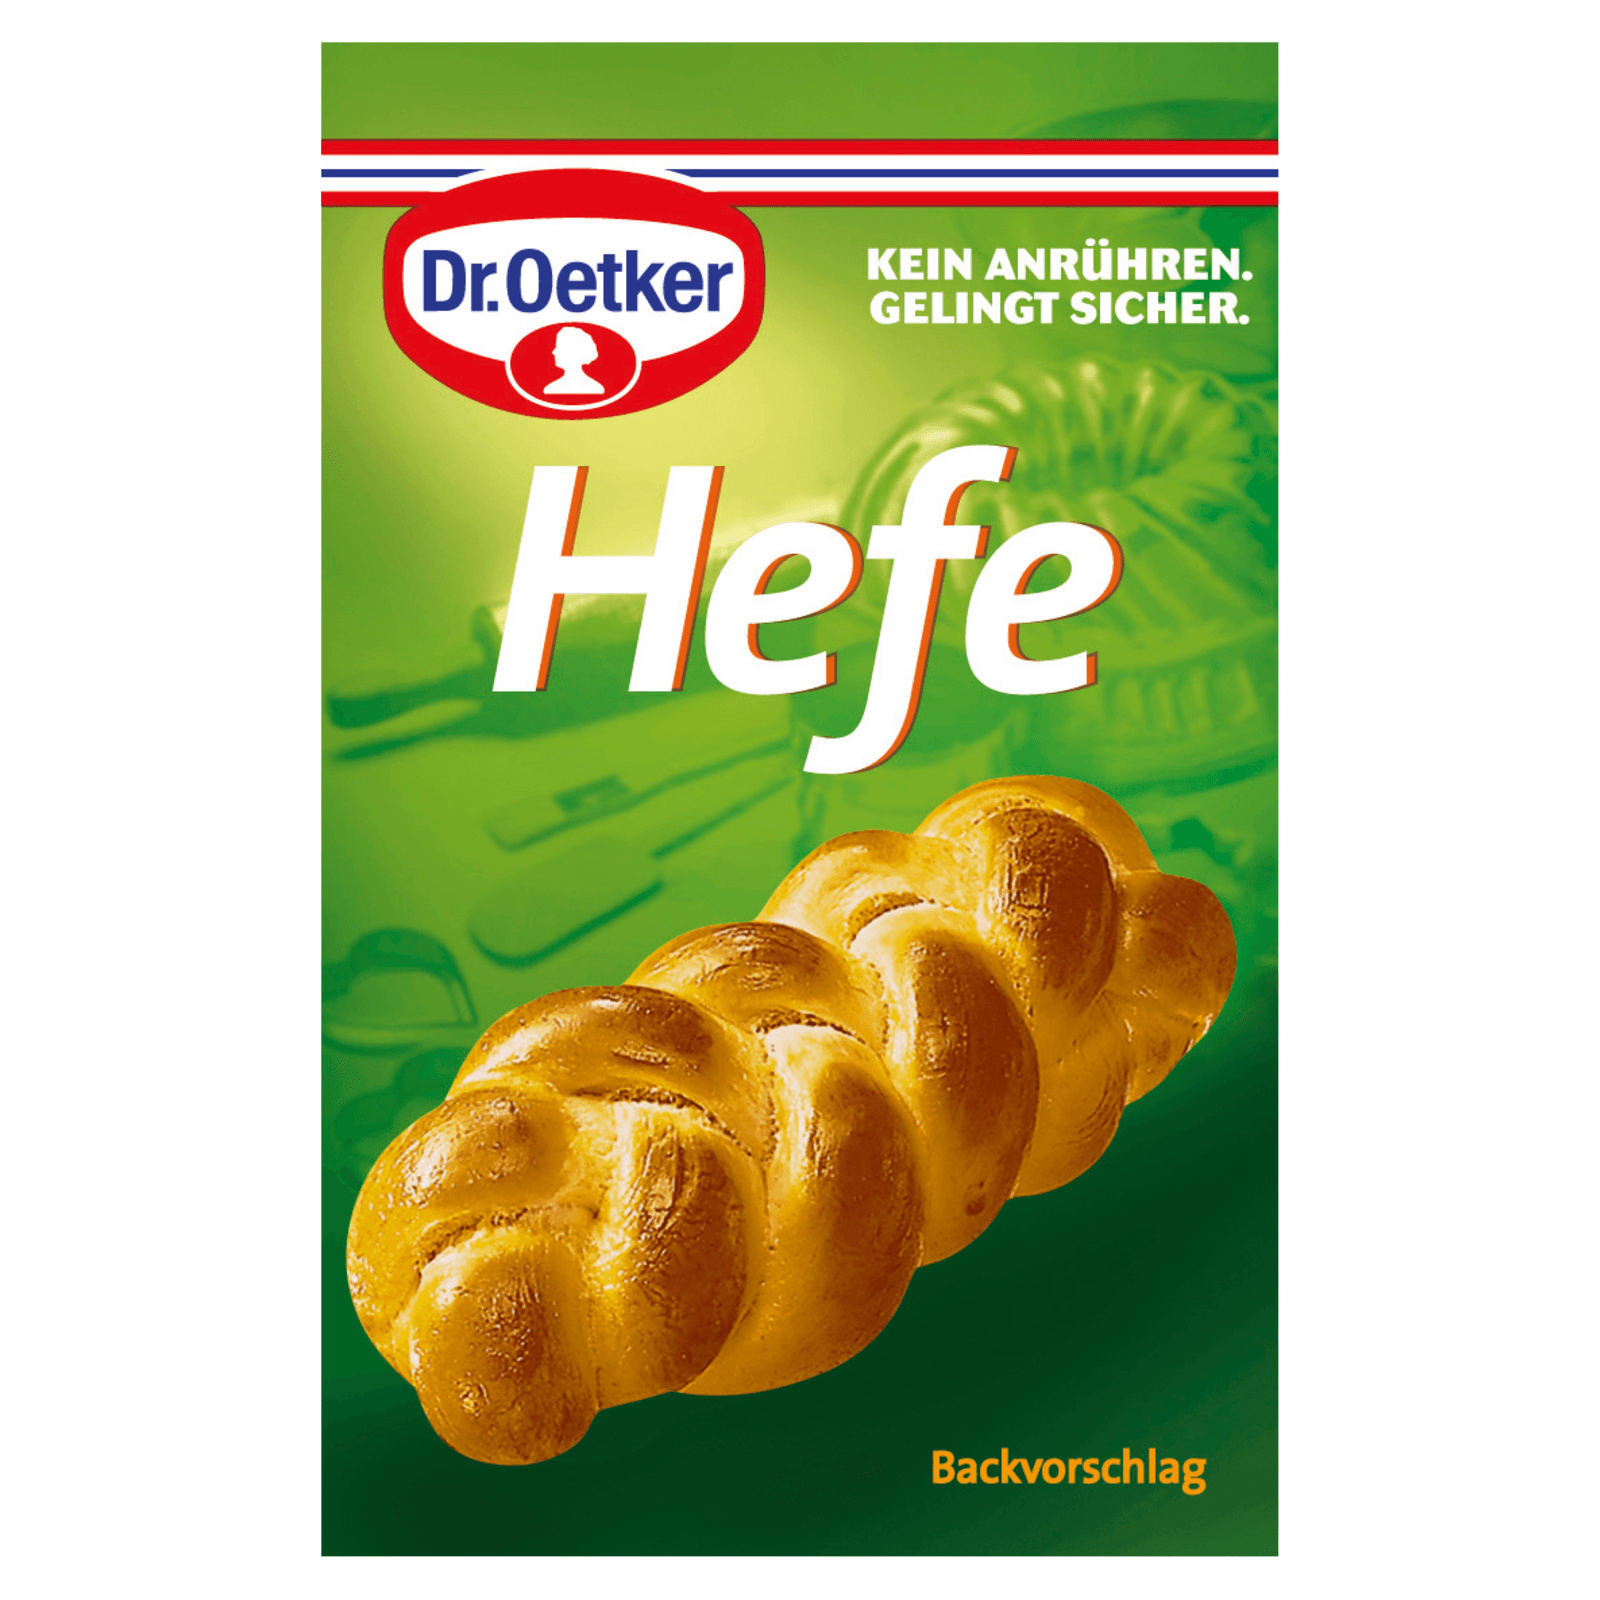 Dr.Oetker
KEIN ANRÜHREN.
GELINGT SICHER.
Hefe
Backvorschlag